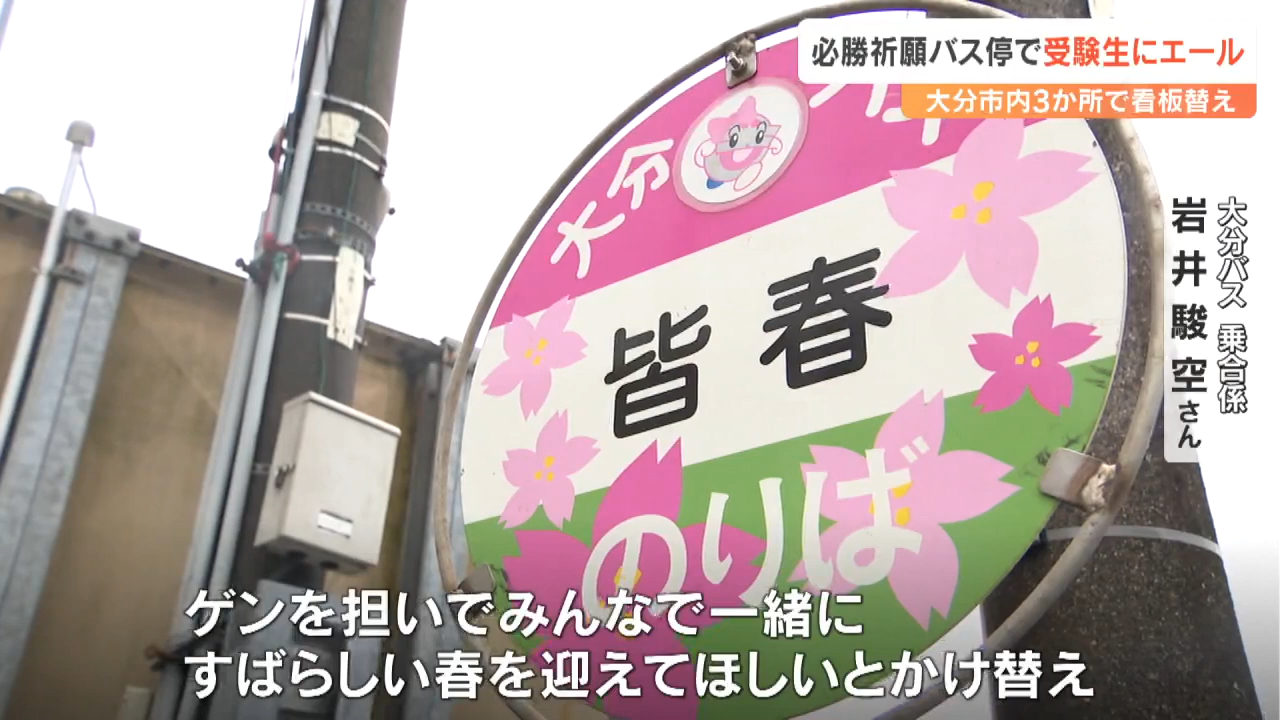 必勝祈願バス停で受験生にエール
大分市内3か所で看板替え
大分バス 乗合係
岩井駿空さん
大分
皆春
のりば
ゲンを担いでみんなで一緒に
すばらしい春を迎えてほしいとかけ替え